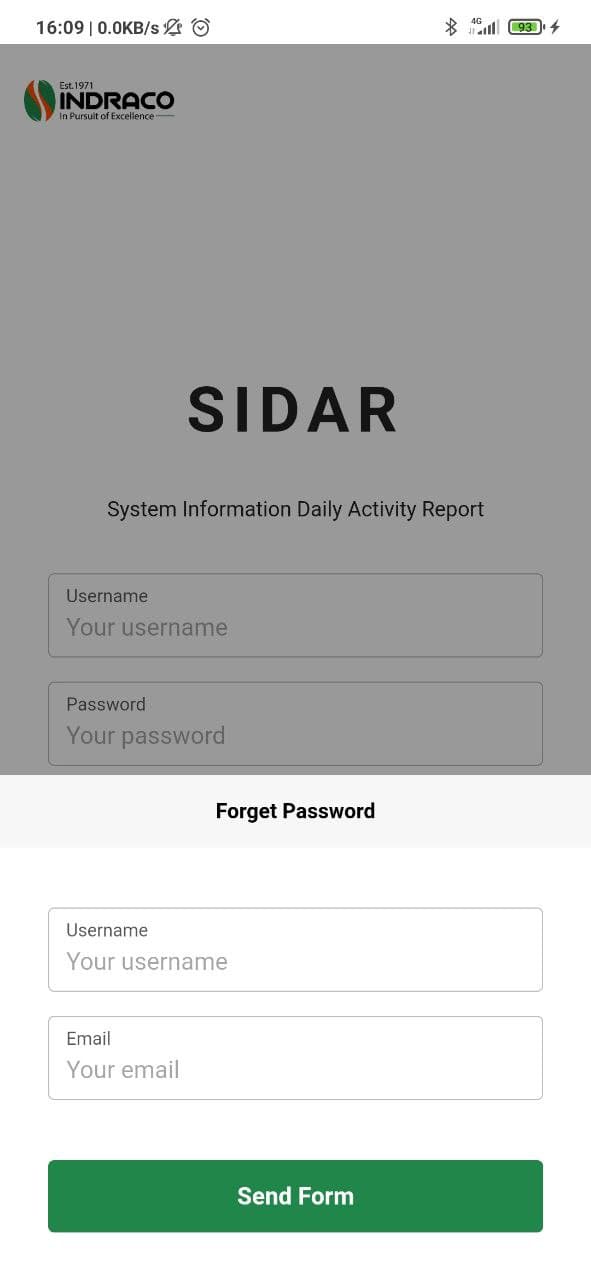 16:09 | 0.0KB/s
4G
93
Est.1971
INDRACO
In Pursuit of Excellence
SIDAR
System Information Daily Activity Report
Username
Your username
Password
Your password
Forget Password
Username
Your username
Email
Your email
Send Form